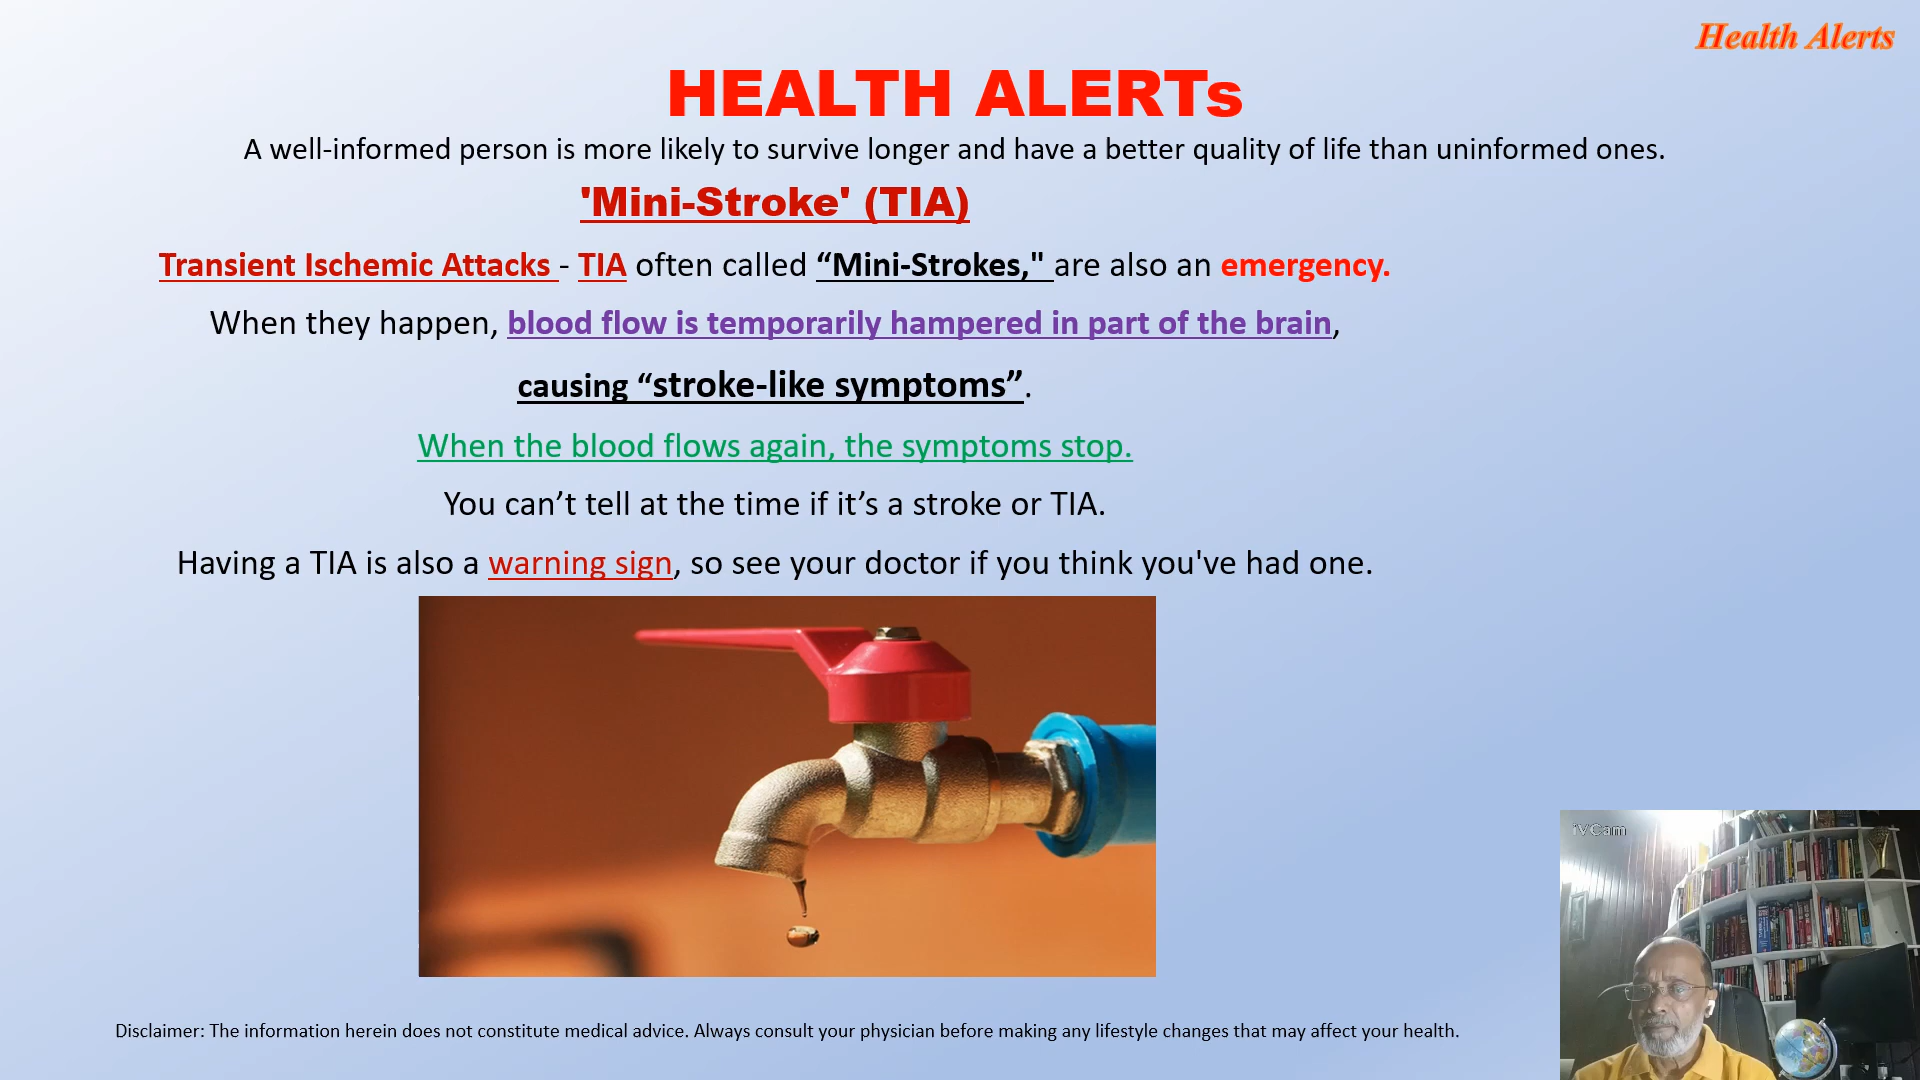 Health Alerts
HEALTH ALERTs
A well-informed person is more likely to survive longer and have a better quality of life than uninformed ones.
'Mini-Stroke' (TIA)
Transient Ischemic Attacks - TIA often called “Mini-Strokes," are also an emergency.
When they happen, blood flow is temporarily hampered in part of the brain,
causing “stroke-like symptoms”.
When the blood flows again, the symptoms stop.
You can’t tell at the time if it’s a stroke or TIA.
Having a TIA is also a warning sign, so see your doctor if you think you've had one.
iVCam
Disclaimer: The information herein does not constitute medical advice. Always consult your physician before making any lifestyle changes that may affect your health.